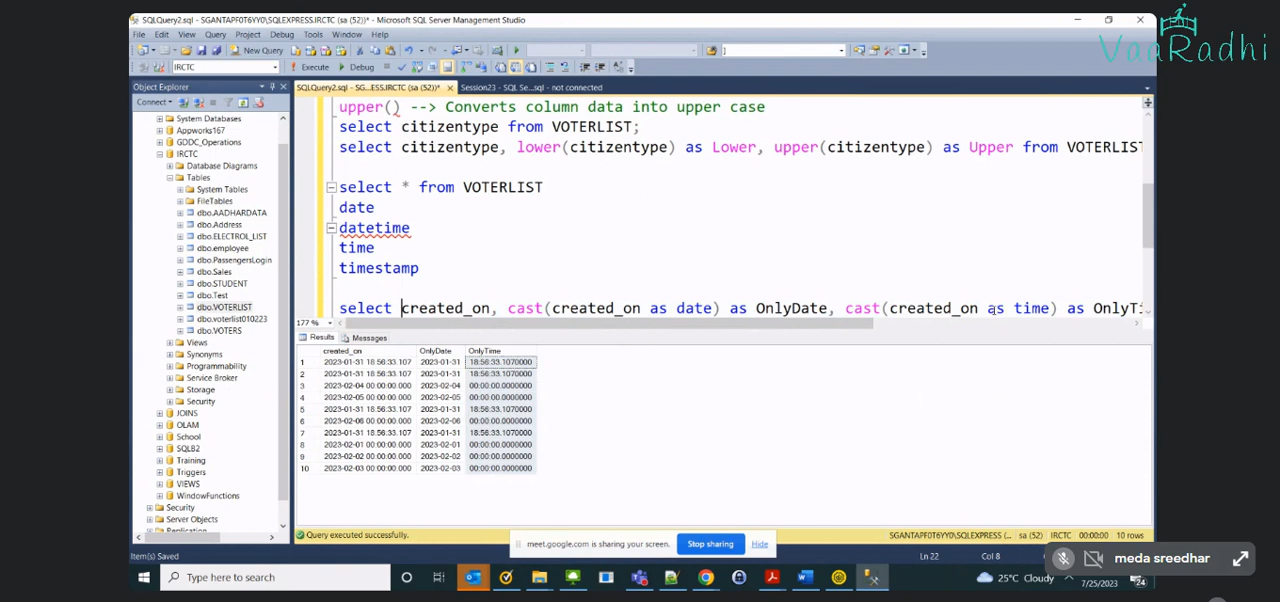 SQLQuery2.sql - SGANTAPF0T6YY0\SQLEXPRESS.IRCTC (sa (52))* - Microsoft SQL Server Management Studio
VaaRadhi
File Edit View Query Project Debug Tools Window Help
New Query
IRCTC Execute Debug
Object Explorer
SQLQuery2.sql - SG...ESS.IRCTC (sa (52))* Session23 - SQL Se...sql - not connected
Connect
System Databases
Appworks167
GDDC_Operations
IRCTC
Database Diagrams
Tables
System Tables
FileTables
dbo.AADHARDATA
dbo.Address
dbo.ELECTROL_LIST
dbo.employee
dbo.PassengersLogin
dbo.Sales
dbo.STUDENT
dbo.Test
dbo.VOTERLIST
dbo.voterlist010223
dbo.VOTERS
Views
Synonyms
Programmability
Service Broker
Storage
Security
JOINS
OLAM
School
SQLB2
Training
Triggers
VIEWS
WindowFunctions
Security
Server Objects
Replication
upper() --> Converts column data into upper case
select citizentype from VOTERLIST;
select citizentype, lower(citizentype) as Lower, upper(citizentype) as Upper from VOTERLIST
select * from VOTERLIST
date
datetime
time
timestamp
select created_on, cast(created_on as date) as OnlyDate, cast(created_on as time) as OnlyTi
177 %
Results Messages
created_on OnlyDate OnlyTime
1 2023-01-31 18:56:33.107 2023-01-31 18:56:33.1070000
2 2023-01-31 18:56:33.107 2023-01-31 18:56:33.1070000
3 2023-02-04 00:00:00.000 2023-02-04 00:00:00.0000000
4 2023-02-05 00:00:00.000 2023-02-05 00:00:00.0000000
5 2023-01-31 18:56:33.107 2023-01-31 18:56:33.1070000
6 2023-02-06 00:00:00.000 2023-02-06 00:00:00.0000000
7 2023-01-31 18:56:33.107 2023-01-31 18:56:33.1070000
8 2023-02-01 00:00:00.000 2023-02-01 00:00:00.0000000
9 2023-02-02 00:00:00.000 2023-02-02 00:00:00.0000000
10 2023-02-03 00:00:00.000 2023-02-03 00:00:00.0000000
Query executed successfully. SGANTAPF0T6YY0\SQLEXPRESS (... sa (52) IRCTC 00:00:00 10 rows
meet.google.com is sharing your screen. Stop sharing Hide
Item(s) Saved Ln 22 Col 8
meda sreedhar
Type here to search
25°C Cloudy
7/25/2023
24